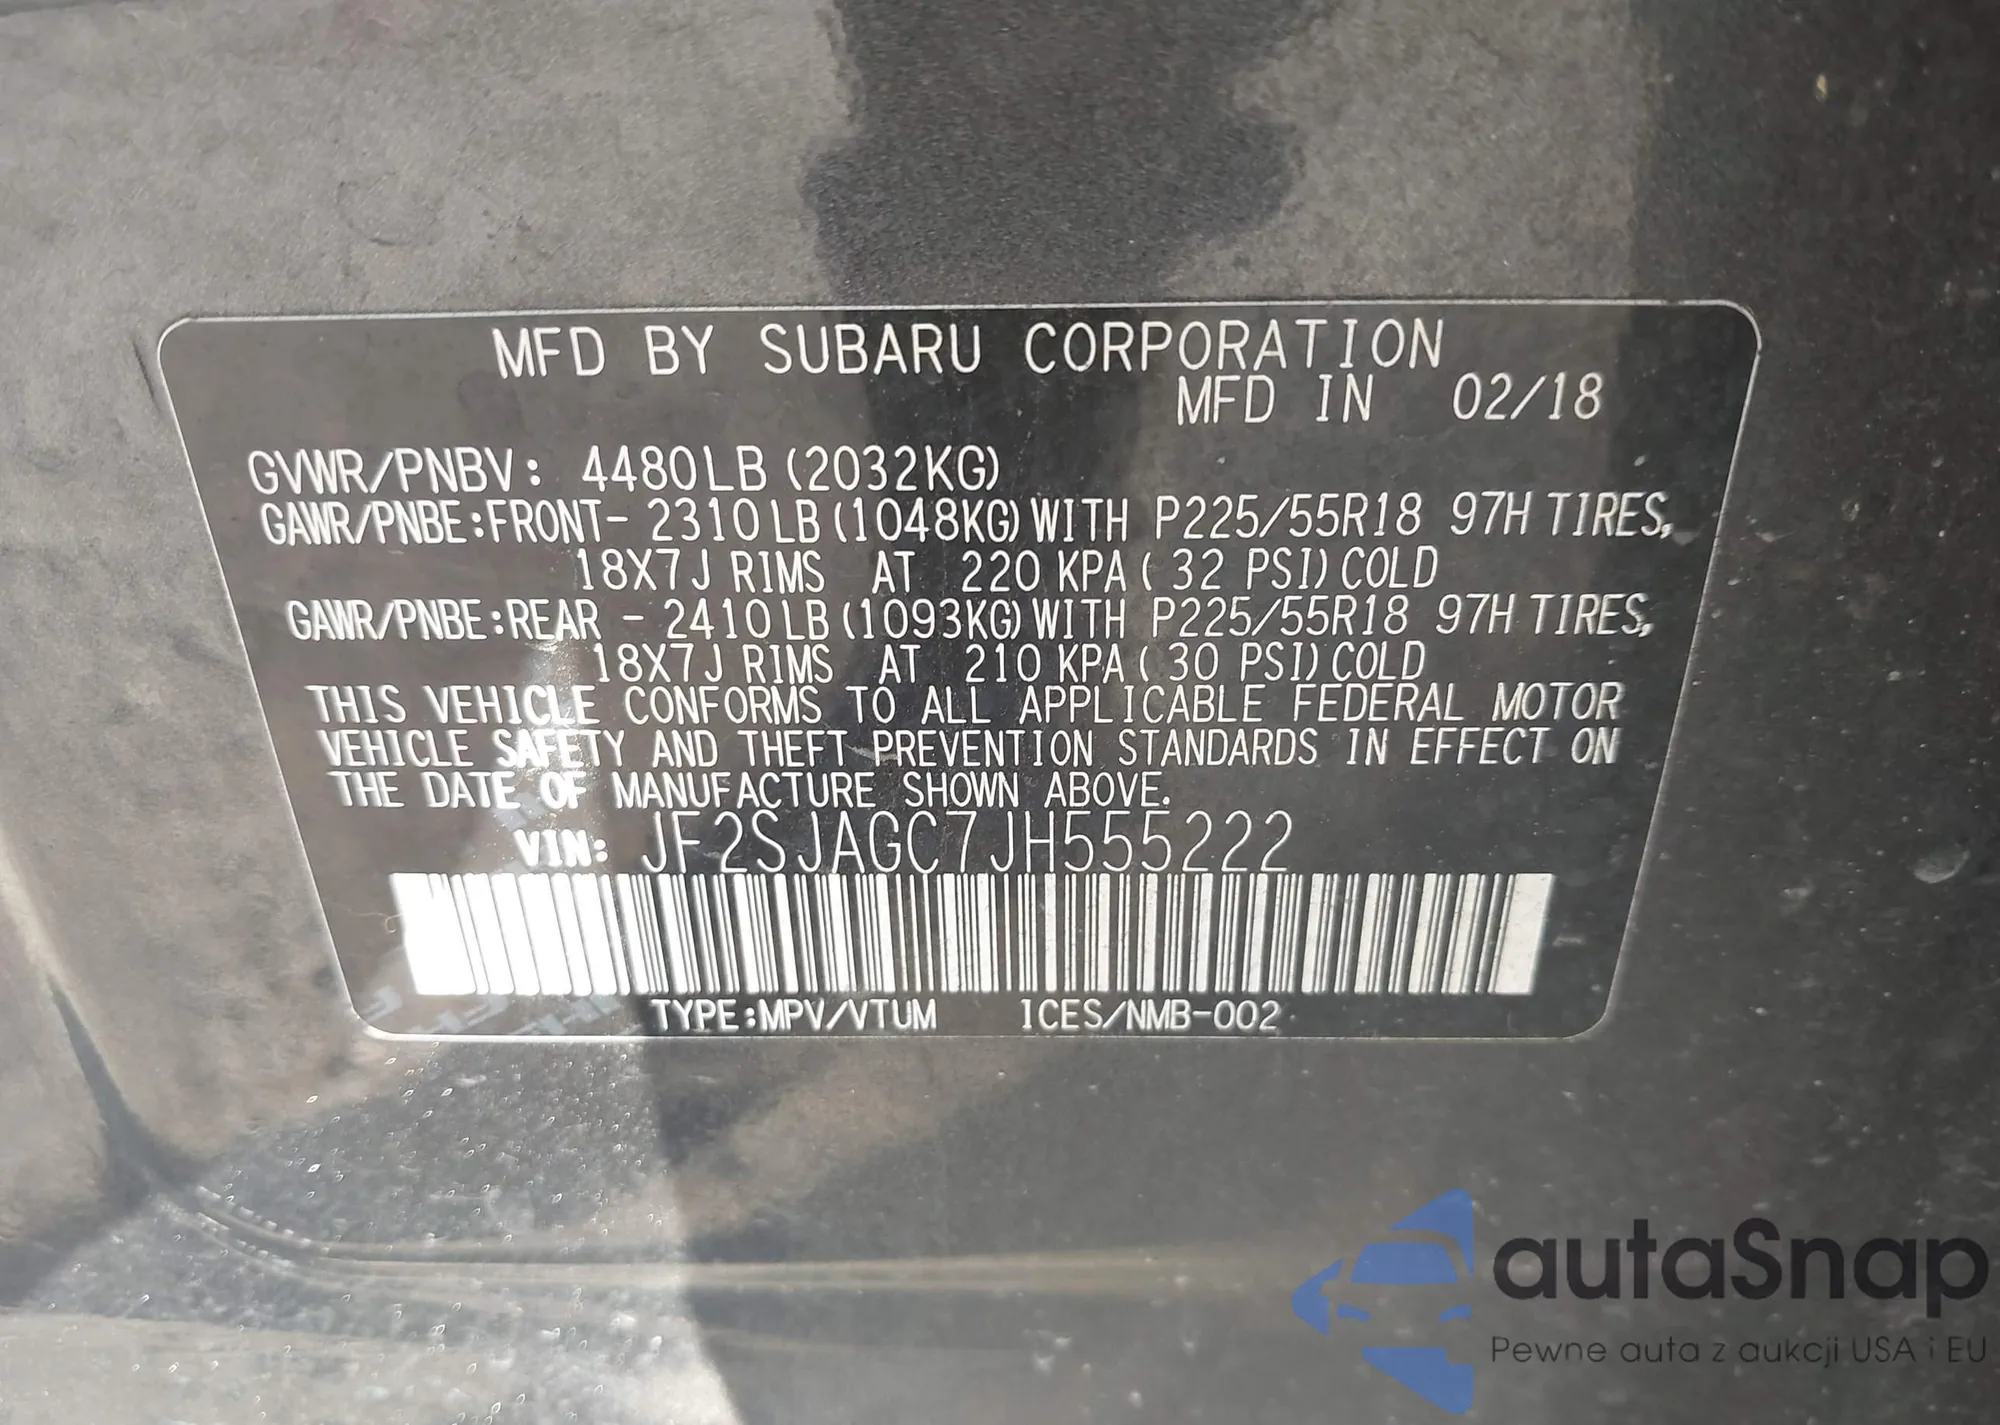 MFD BY SUBARU CORPORATION
MFD IN 02/18
GVWR/PNBV: 4480LB (2032KG)
GAWR/PNBE:FRONT- 2310LB (1048KG) WITH P225/55R18 97H TIRES,
18X7J RIMS AT 220 KPA ( 32 PSI) COLD
GAWR/PNBE:REAR - 2410LB (1093KG) WITH P225/55R18 97H TIRES,
18X7J RIMS AT 210 KPA ( 30 PSI) COLD
THIS VEHICLE CONFORMS TO ALL APPLICABLE FEDERAL MOTOR
VEHICLE SAFETY AND THEFT PREVENTION STANDARDS IN EFFECT ON
THE DATE OF MANUFACTURE SHOWN ABOVE.
VIN: JF2SJAGC7JH555222
TYPE:MPV/VTUM ICES/NMB-002
autaSnap
Pewne auta z aukcji USA i EU